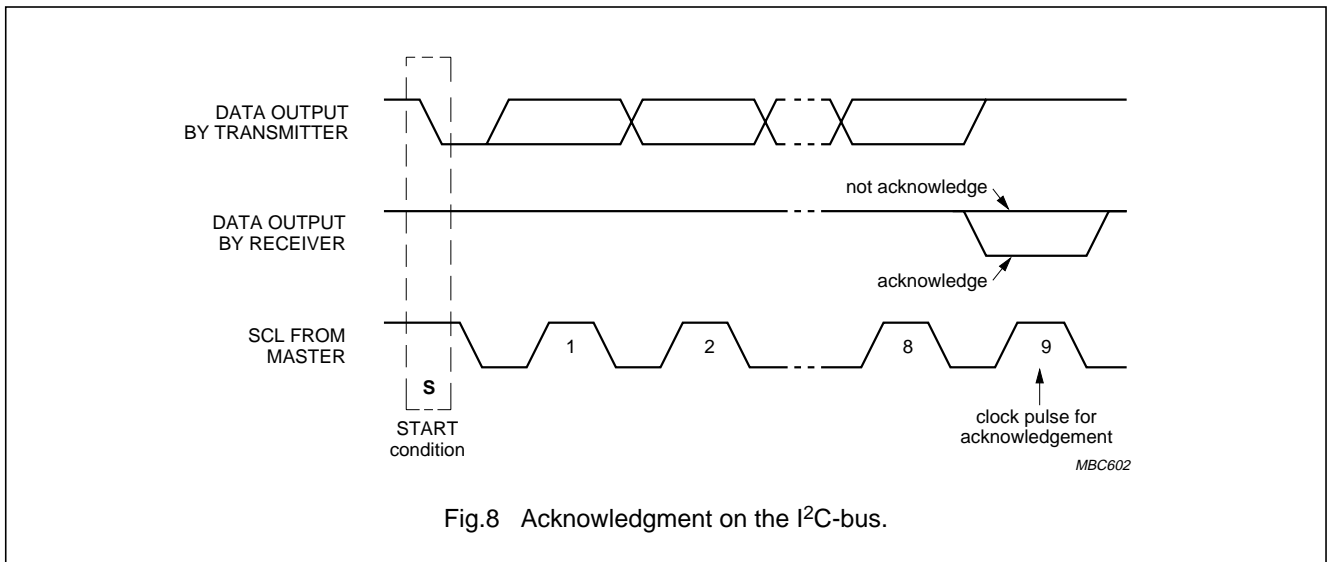 DATA OUTPUT
BY TRANSMITTER
not acknowledge
DATA OUTPUT
BY RECEIVER
acknowledge
SCL FROM
MASTER
1
2
8
9
S
START
condition
clock pulse for
acknowledgement
MBC602
Fig.8 Acknowledgment on the I²C-bus.